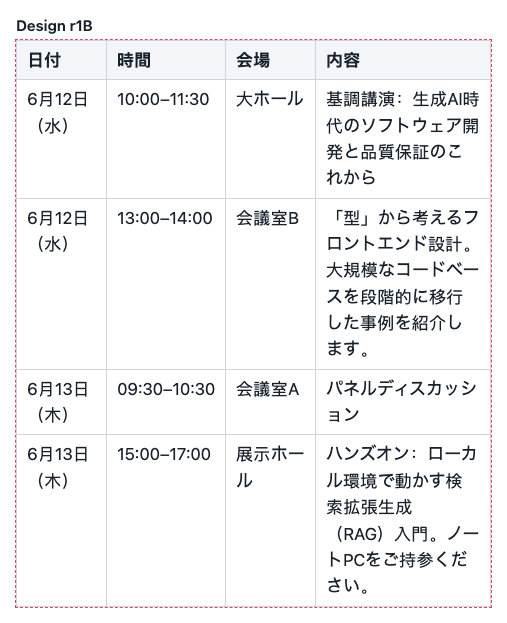 Design r1B
日付 時間 会場 内容
6月12日 10:00–11:30 大ホール 基調講演：生成AI時
（水） 代のソフトウェア開
発と品質保証のこ
れから
6月12日 13:00–14:00 会議室B 「型」から考えるフ
（水） ロントエンド設計。
大規模なコードベー
スを段階的に移行
した事例を紹介し
ます。
6月13日 09:30–10:30 会議室A パネルディスカッシ
（木） ョン
6月13日 15:00–17:00 展示ホー ハンズオン：ローカ
（木） ル ル環境で動かす検
索拡張生成
（RAG）入門。ノー
トPCをご持参くだ
さい。